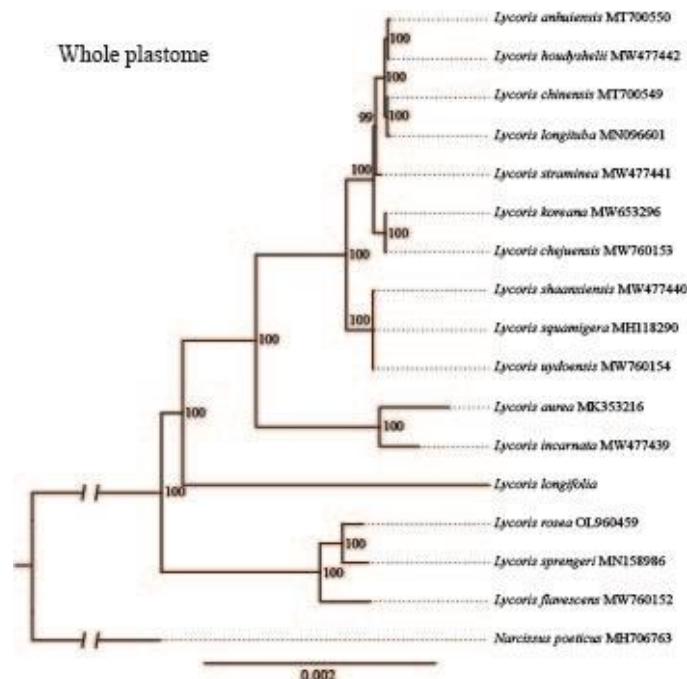 Whole plastome
Lycoris anhuiensis MT700550
100
Lycoris houdyshelii MW477442
100
Lycoris chinensis MT700549
99
100
Lycoris longituba MN096601
100
Lycoris straminea MW477441
Lycoris koreana MW653296
100
100
Lycoris chejuensis MW760153
Lycoris shaansiensis MW477440
100
Lycoris squamigera MH118290
100
Lycoris uydoensis MW760154
Lycoris aurea MK353216
100
100
Lycoris incarnata MW477439
Lycoris longifolia
100
Lycoris rosea OL960459
100
Lycoris sprengeri MN158986
100
Lycoris flavescens MW760152
Narcissus poeticus MH706763
0.002